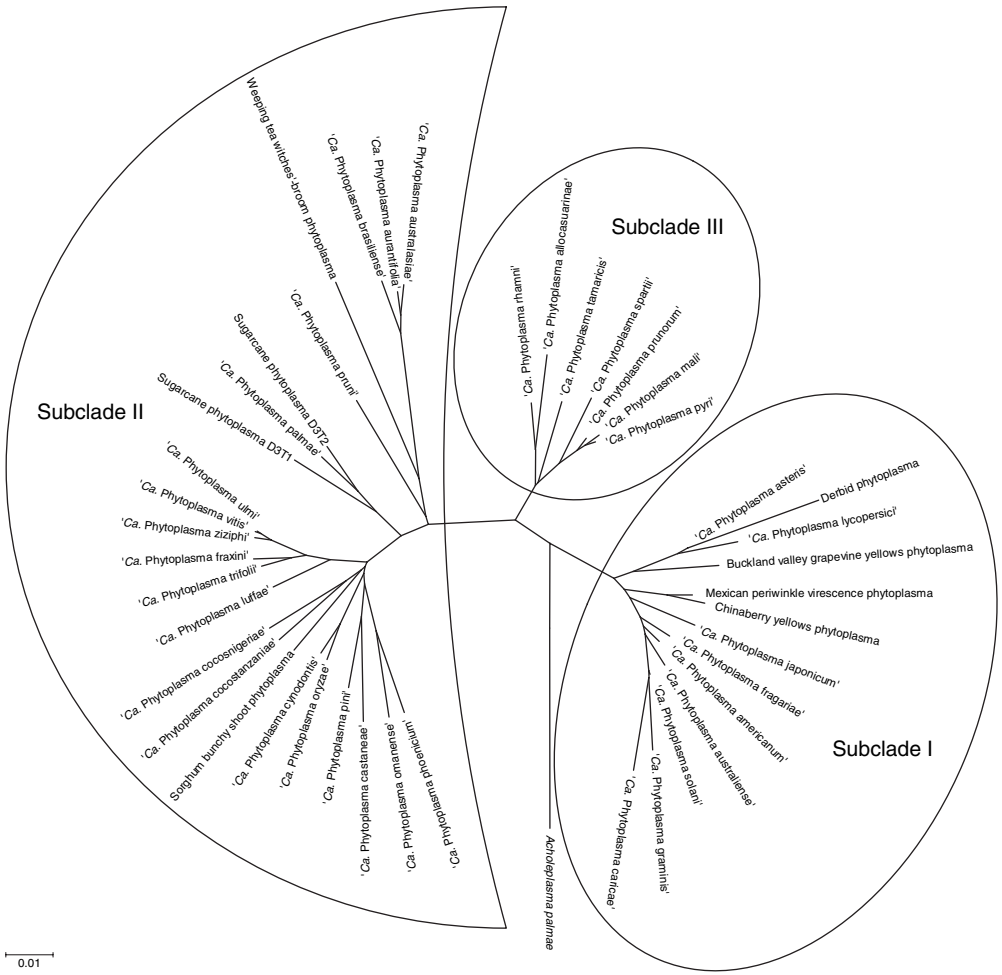 Weeping tea witches'-broom phytoplasma
'Ca. Phytoplasma brasiliense'
'Ca. Phytoplasma aurantifolia'
'Ca. Phytoplasma australasiae'
'Ca. Phytoplasma pruni'
Sugarcane phytoplasma D3T2
'Ca. Phytoplasma palmae'
Sugarcane phytoplasma D3T1
Subclade II
'Ca. Phytoplasma ulmi'
'Ca. Phytoplasma vitis'
'Ca. Phytoplasma ziziphi'
'Ca. Phytoplasma fraxini'
'Ca. Phytoplasma trifolii'
'Ca. Phytoplasma luffae'
'Ca. Phytoplasma cocosnigeriae'
'Ca. Phytoplasma cocostanzaniae'
Sorghum bunchy shoot phytoplasma
'Ca. Phytoplasma cynodontis'
'Ca. Phytoplasma oryzae'
'Ca. Phytoplasma pini'
'Ca. Phytoplasma castaneae'
'Ca. Phytoplasma omanense'
'Ca. Phytoplasma phoenicium'
Subclade III
'Ca. Phytoplasma rhamni'
'Ca. Phytoplasma allocasuarinae'
'Ca. Phytoplasma tamaricis'
'Ca. Phytoplasma spartii'
'Ca. Phytoplasma prunorum'
'Ca. Phytoplasma mali'
'Ca. Phytoplasma pyri'
'Ca. Phytoplasma asteris'
Derbid phytoplasma
'Ca. Phytoplasma lycopersici'
Buckland valley grapevine yellows phytoplasma
Mexican periwinkle virescence phytoplasma
Chinaberry yellows phytoplasma
'Ca. Phytoplasma japonicum'
'Ca. Phytoplasma fragariae'
'Ca. Phytoplasma americanum'
'Ca. Phytoplasma australiense'
'Ca. Phytoplasma solani'
'Ca. Phytoplasma graminis'
'Ca. Phytoplasma caricae'
Subclade I
Acholeplasma palmae
0.01